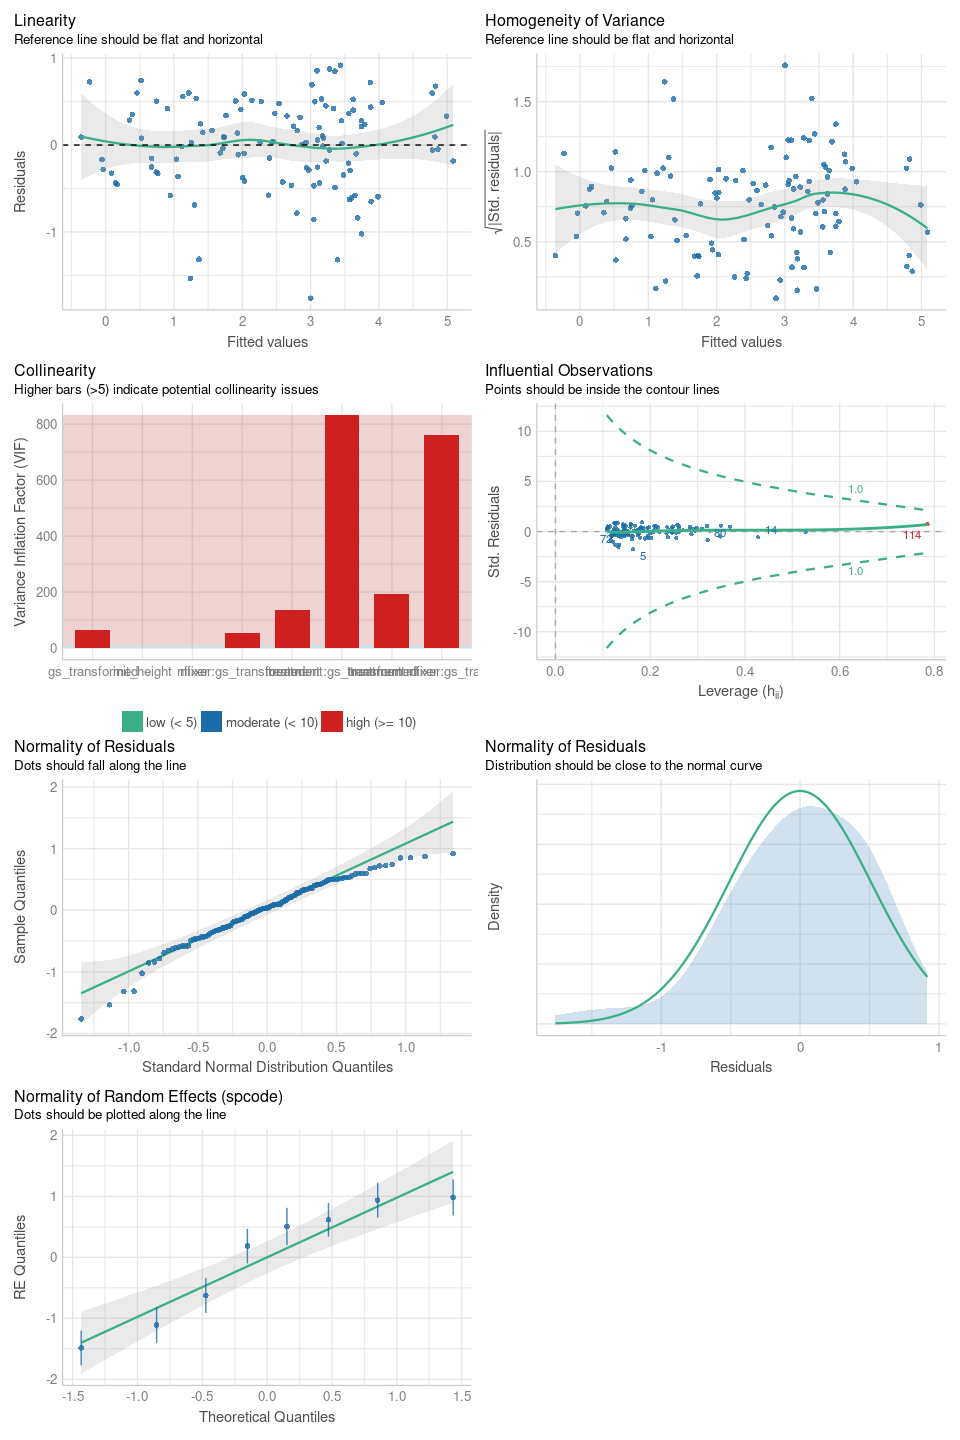 Linearity
Reference line should be flat and horizontal
1
0
-1
Residuals
0 1 2 3 4 5
Fitted values
Homogeneity of Variance
Reference line should be flat and horizontal
1.5
1.0
0.5
√|Std. residuals|
0 1 2 3 4 5
Fitted values
Collinearity
Higher bars (>5) indicate potential collinearity issues
800
600
400
200
0
Variance Inflation Factor (VIF)
low (< 5) moderate (< 10) high (>= 10)
Influential Observations
Points should be inside the contour lines
10
5
0
-5
-10
Std. Residuals
1.0
14
114
5
1.0
0.0 0.2 0.4 0.6 0.8
Leverage (hii)
Normality of Residuals
Dots should fall along the line
2
1
0
-1
-2
Sample Quantiles
-1.0 -0.5 0.0 0.5 1.0
Standard Normal Distribution Quantiles
Normality of Residuals
Distribution should be close to the normal curve
Density
-1 0 1
Residuals
Normality of Random Effects (spcode)
Dots should be plotted along the line
2
1
0
-1
-2
RE Quantiles
-1.5 -1.0 -0.5 0.0 0.5 1.0 1.5
Theoretical Quantiles